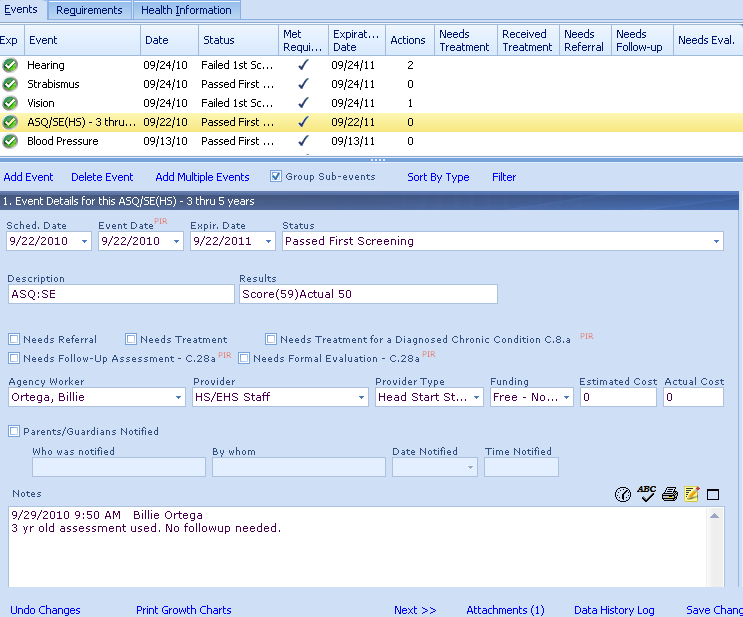 Events Requirements Health Information
Exp Event Date Status Met Requi... Expirat... Date Actions Needs Treatment Received Treatment Needs Referral Needs Follow-up Needs Eval.
Hearing 09/24/10 Failed 1st Sc... 09/24/11 2
Strabismus 09/24/10 Passed First ... 09/24/11 0
Vision 09/24/10 Failed 1st Sc... 09/24/11 1
ASQ/SE(HS) - 3 thru... 09/22/10 Passed First ... 09/22/11 0
Blood Pressure 09/13/10 Passed First ... 09/13/11 0
Add Event Delete Event Add Multiple Events Group Sub-events Sort By Type Filter
1. Event Details for this ASQ/SE(HS) - 3 thru 5 years
Sched. Date Event Date PIR Expir. Date Status
9/22/2010 9/22/2010 9/22/2011 Passed First Screening
Description Results
ASQ:SE Score(59)Actual 50
Needs Referral Needs Treatment Needs Treatment for a Diagnosed Chronic Condition C.8.a PIR
Needs Follow-Up Assessment - C.28a PIR Needs Formal Evaluation - C.28a PIR
Agency Worker Provider Provider Type Funding Estimated Cost Actual Cost
Ortega, Billie HS/EHS Staff Head Start St... Free - No... 0 0
Parents/Guardians Notified
Who was notified By whom Date Notified Time Notified
Notes ABC
9/29/2010 9:50 AM Billie Ortega
3 yr old assessment used. No followup needed.
Undo Changes Print Growth Charts Next >> Attachments (1) Data History Log Save Chang